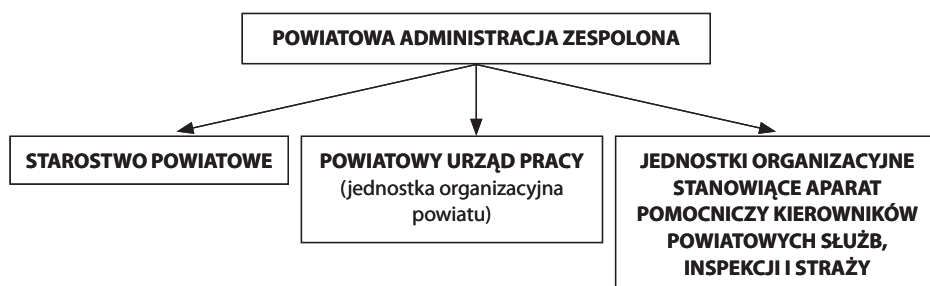 POWIATOWA ADMINISTRACJA ZESPOLONA
STAROSTWO POWIATOWE
POWIATOWY URZĄD PRACY
(jednostka organizacyjna
powiatu)
JEDNOSTKI ORGANIZACYJNE
STANOWIĄCE APARAT
POMOCNICZY KIEROWNIKÓW
POWIATOWYCH SŁUŻB,
INSPEKCJI I STRAŻY